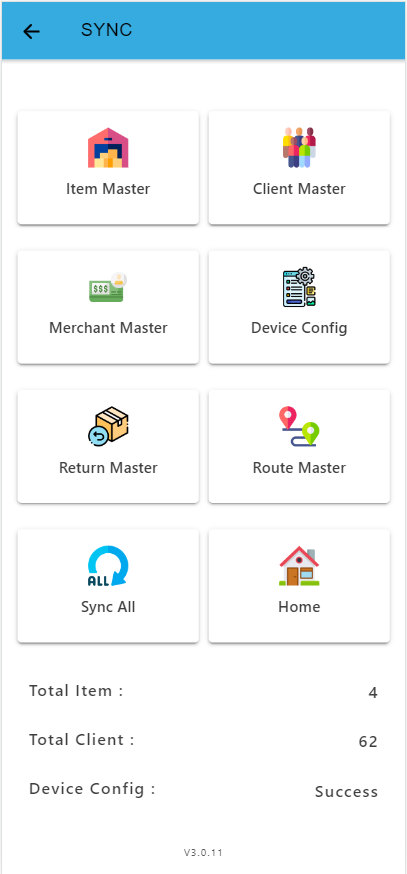 SYNC
Item Master
Client Master
$$$
Merchant Master
Device Config
Return Master
Route Master
ALL
Sync All
Home
Total Item :
4
Total Client :
62
Device Config :
Success
V3.0.11